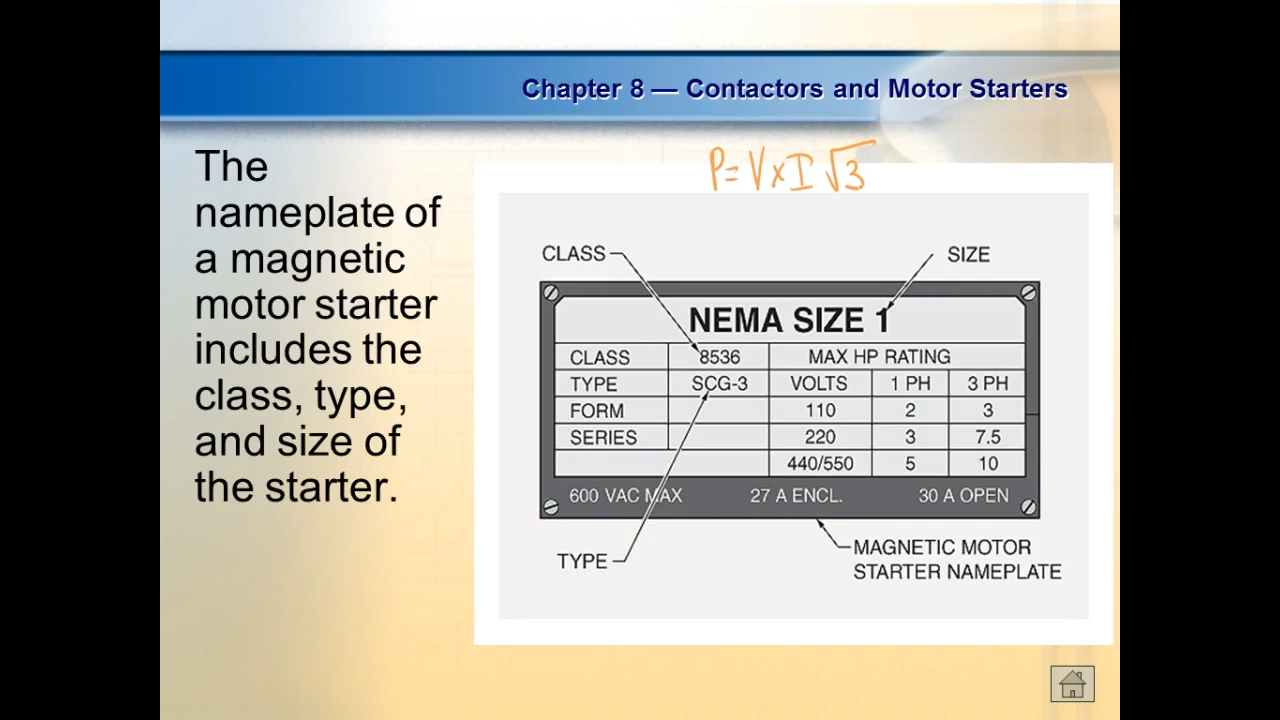 Chapter 8 — Contactors and Motor Starters
The
nameplate of
a magnetic
motor starter
includes the
class, type,
and size of
the starter.
P= V x I √3
CLASS
SIZE
NEMA SIZE 1
CLASS 8536 MAX HP RATING
TYPE SCG-3 VOLTS 1 PH 3 PH
FORM 110 2 3
SERIES 220 3 7.5
440/550 5 10
600 VAC MAX 27 A ENCL. 30 A OPEN
TYPE
MAGNETIC MOTOR
STARTER NAMEPLATE